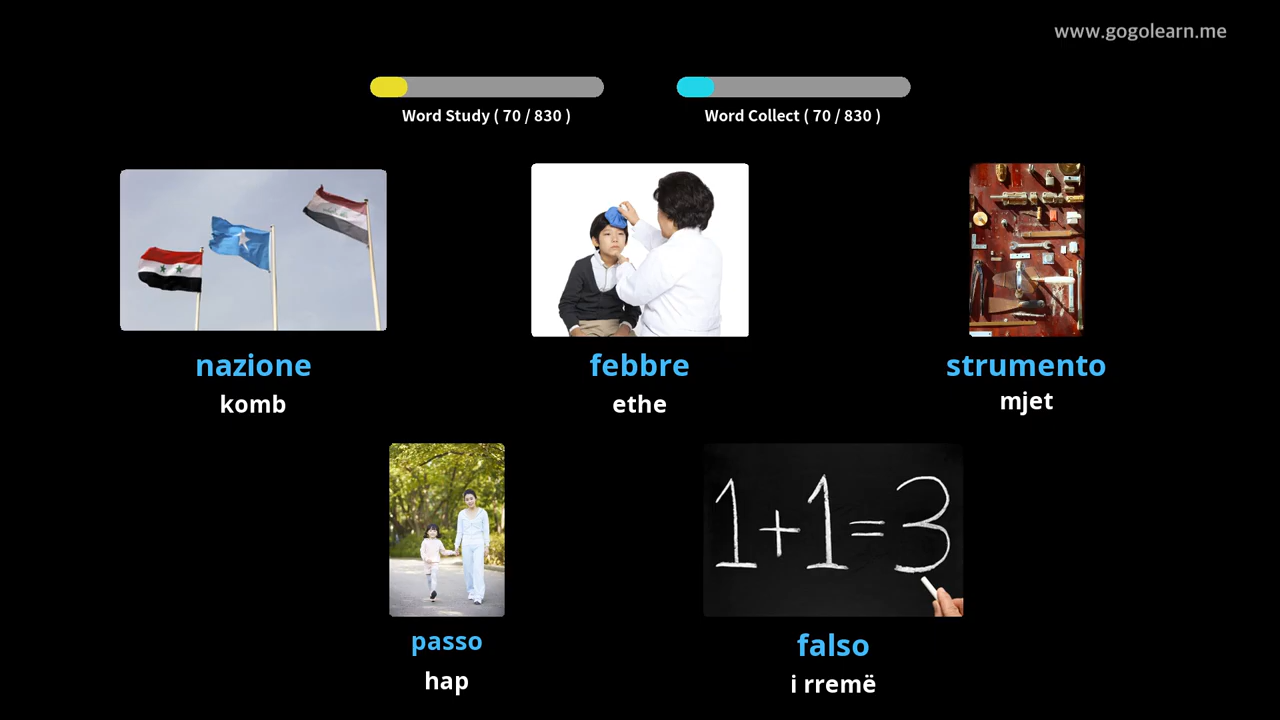 www.gogolearn.me
Word Study ( 70 / 830 )
Word Collect ( 70 / 830 )
nazione
komb
febbre
ethe
strumento
mjet
1+1=3
passo
hap
falso
i rremë